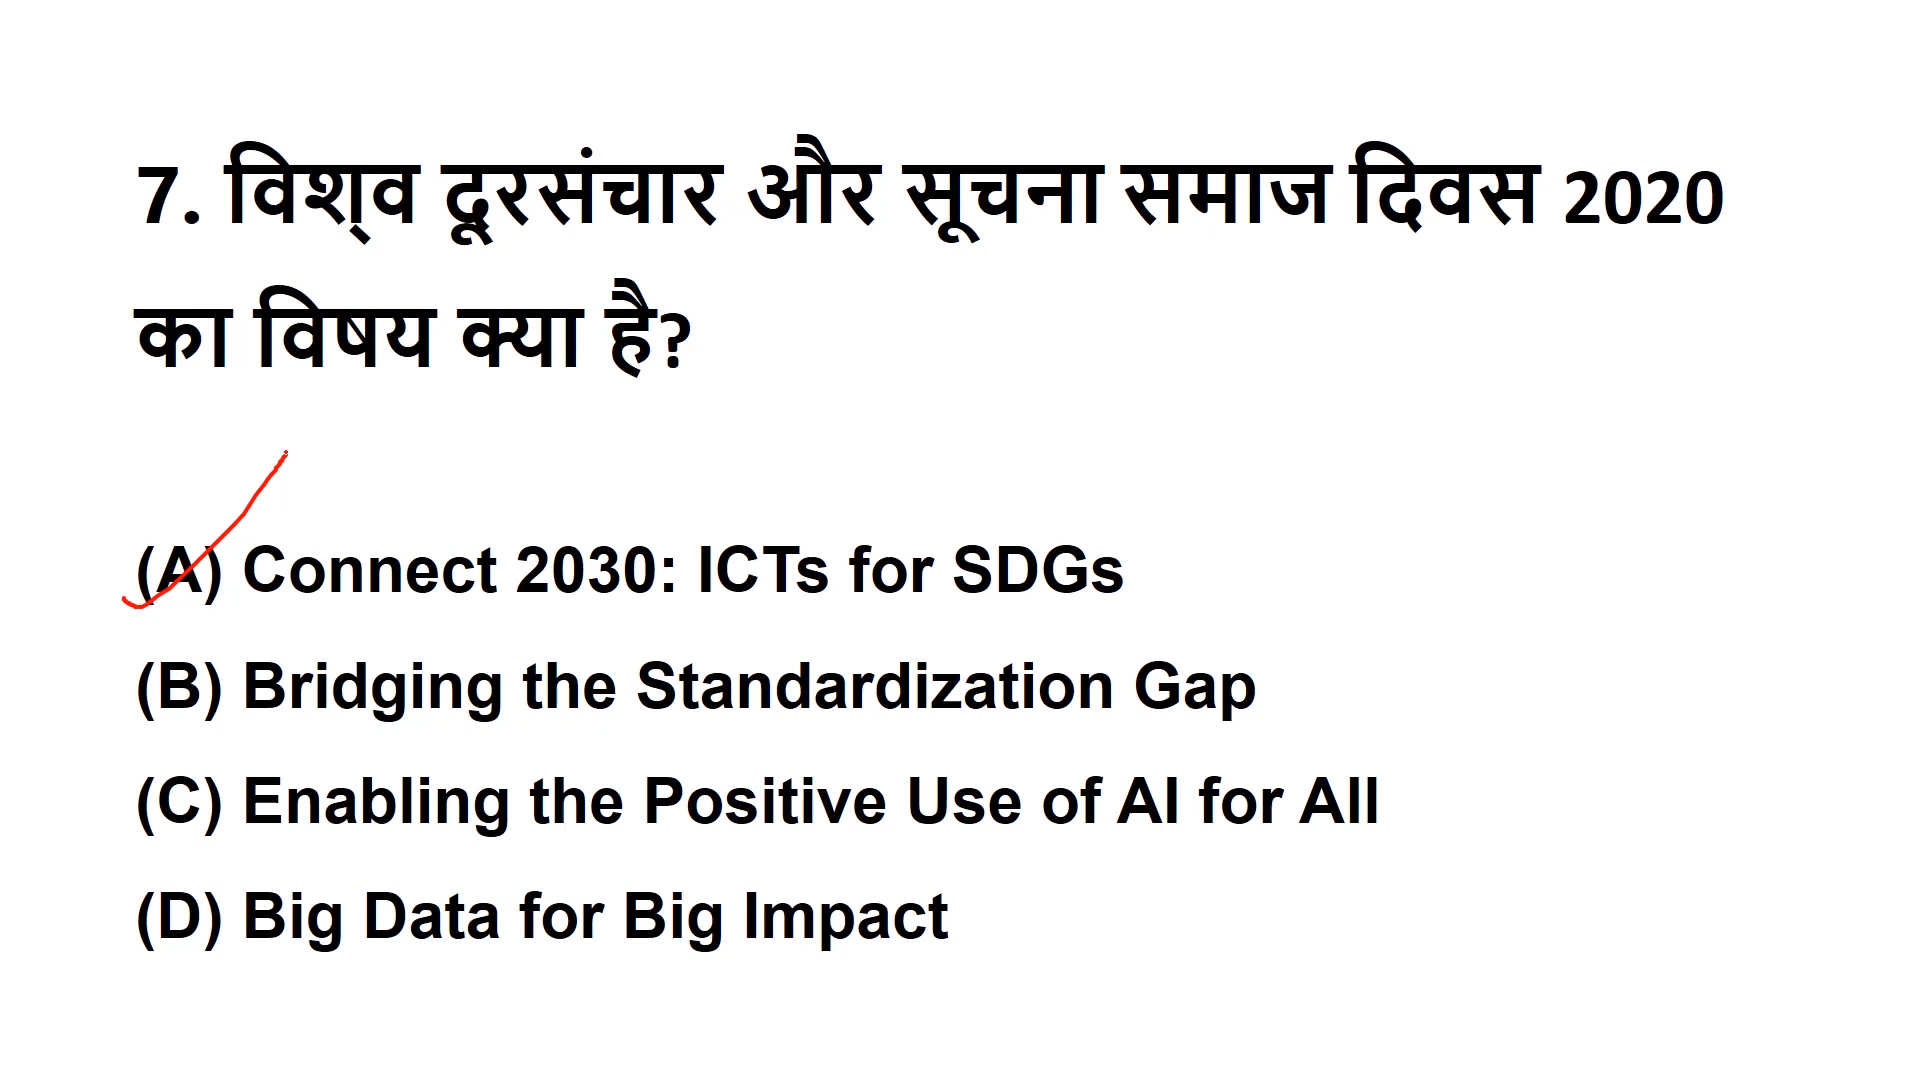 7. विश्‌व दूरसंचार और सूचना समाज दिवस 2020
का विषय क्या है?
(A) Connect 2030: ICTs for SDGs
(B) Bridging the Standardization Gap
(C) Enabling the Positive Use of AI for All
(D) Big Data for Big Impact